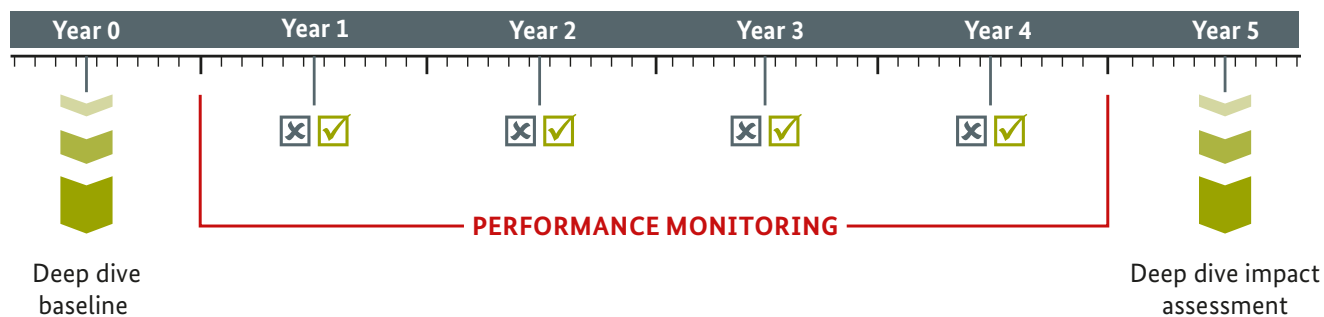 Year 0 Year 1 Year 2 Year 3 Year 4 Year 5
PERFORMANCE MONITORING
Deep dive
baseline
Deep dive impact
assessment